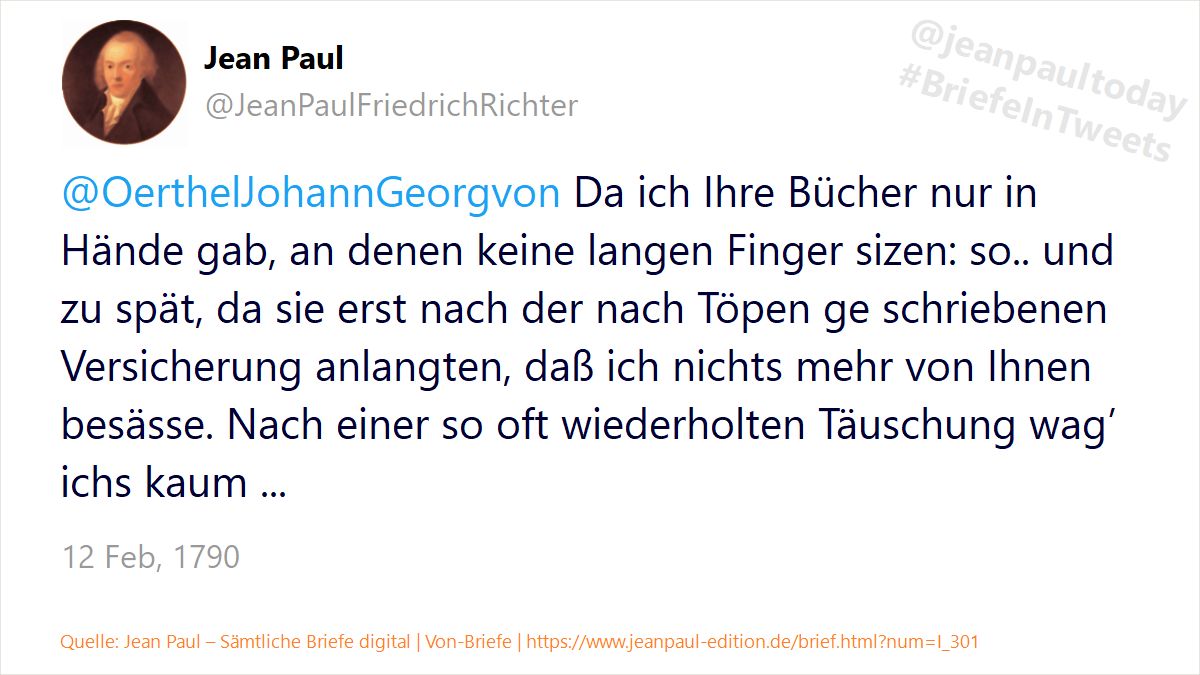 Jean Paul
@JeanPaulFriedrichRichter
@jeanpaultoday
#BriefeInTweets
@OerthelJohannGeorgvon Da ich Ihre Bücher nur in
Hände gab, an denen keine langen Finger sizen: so.. und
zu spät, da sie erst nach der nach Töpen ge schriebenen
Versicherung anlangten, daß ich nichts mehr von Ihnen
besässe. Nach einer so oft wiederholten Täuschung wag’
ichs kaum ...
12 Feb, 1790
Quelle: Jean Paul – Sämtliche Briefe digital | Von-Briefe | https://www.jeanpaul-edition.de/brief.html?num=I_301